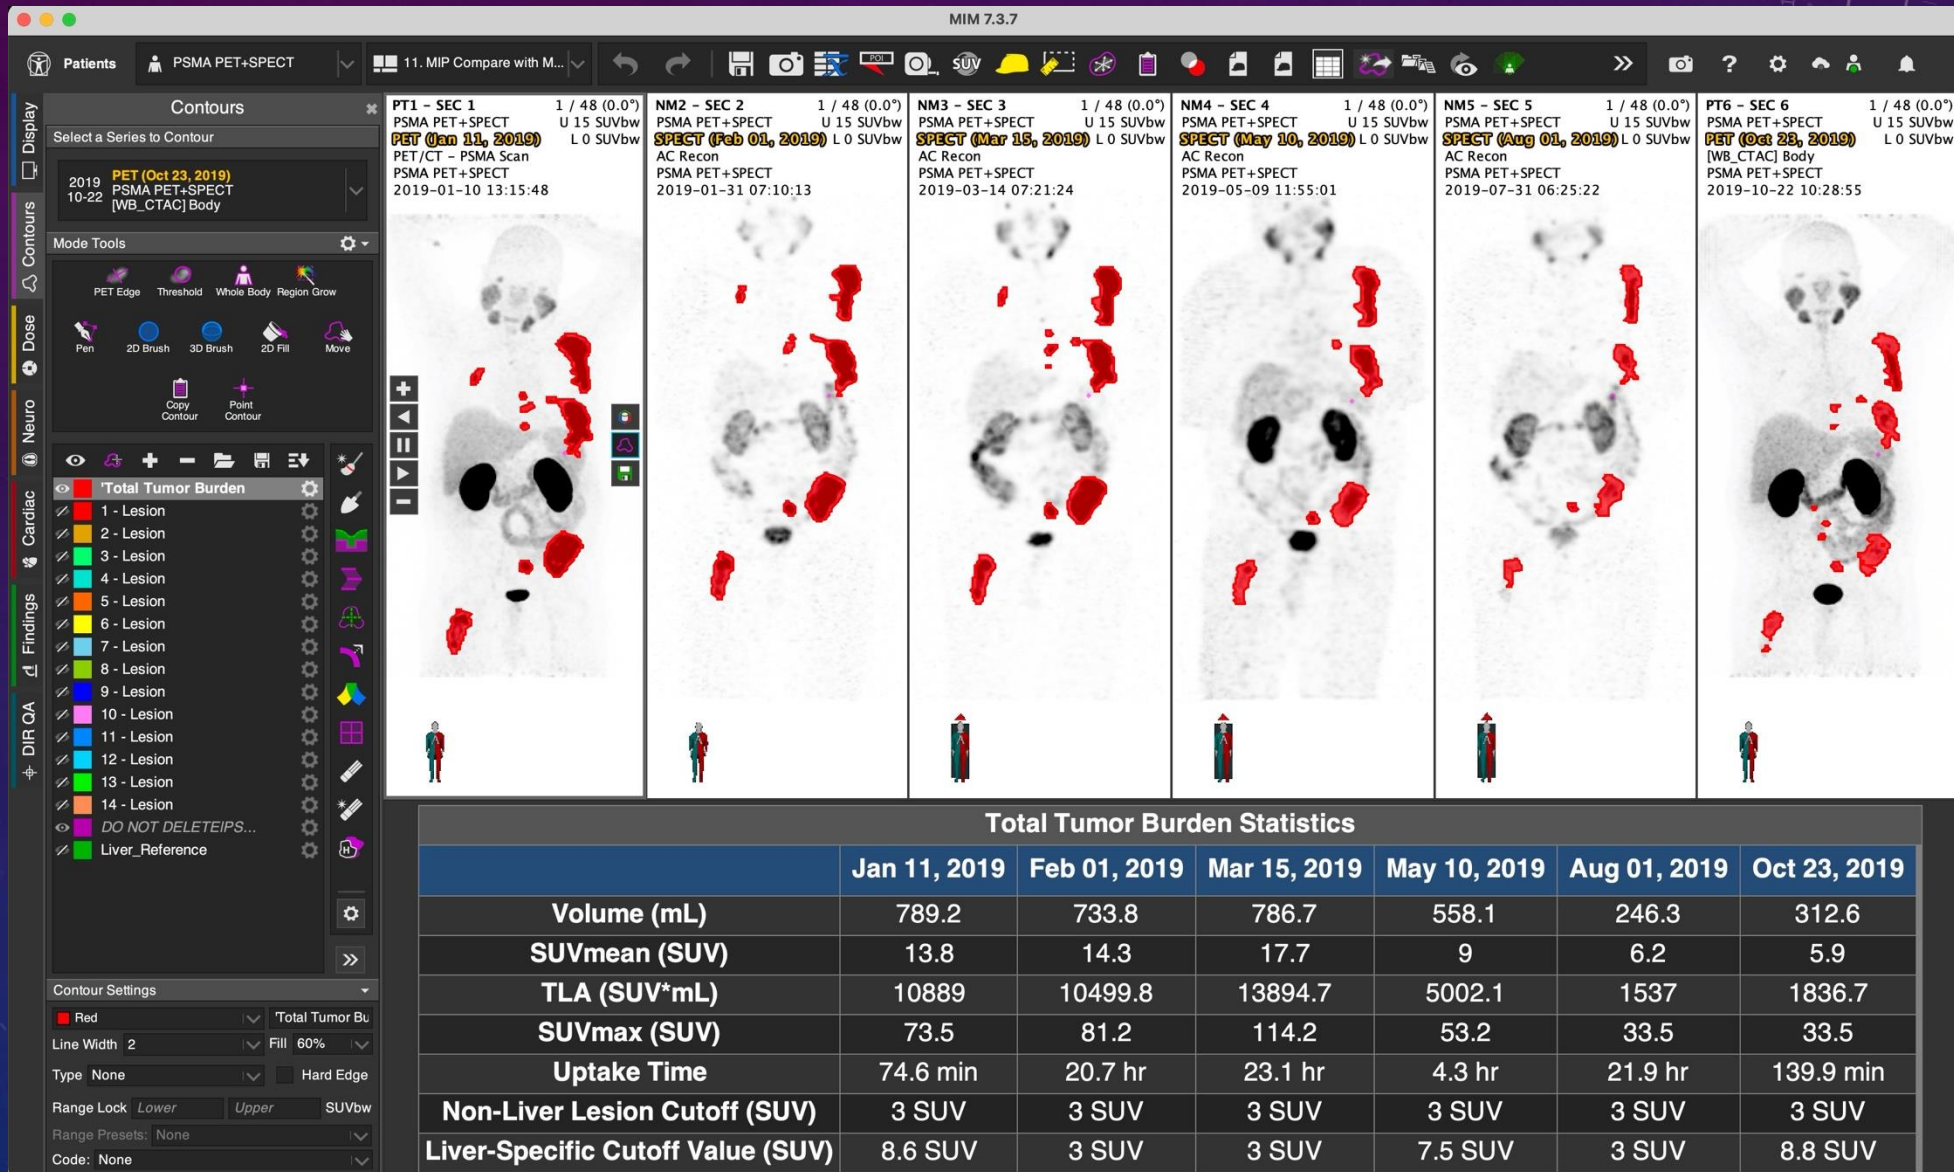 MIM 7.3.7
Patients PSMA PET+SPECT 11. MIP Compare with M... POI SUV
Display
Contours
Dose
Neuro
Cardiac
Findings
DIR QA
Contours
Select a Series to Contour
2019
10-22
PET (Oct 23, 2019)
PSMA PET+SPECT
[WB_CTAC] Body
Mode Tools
PET Edge Threshold Whole Body Region Grow
Pen 2D Brush 3D Brush 2D Fill Move
Copy Contour Point Contour
'Total Tumor Burden
1 - Lesion
2 - Lesion
3 - Lesion
4 - Lesion
5 - Lesion
6 - Lesion
7 - Lesion
8 - Lesion
9 - Lesion
10 - Lesion
11 - Lesion
12 - Lesion
13 - Lesion
14 - Lesion
DO NOT DELETEIPS...
Liver_Reference
Contour Settings
Red 'Total Tumor Bu
Line Width 2 Fill 60%
Type None Hard Edge
Range Lock Lower Upper SUVbw
Range Presets: None
Code: None
PT1 - SEC 1 1 / 48 (0.0°)
PSMA PET+SPECT U 15 SUVbw
PET (Jan 11, 2019) L 0 SUVbw
PET/CT - PSMA Scan
PSMA PET+SPECT
2019-01-10 13:15:48
NM2 - SEC 2 1 / 48 (0.0°)
PSMA PET+SPECT U 15 SUVbw
SPECT (Feb 01, 2019) L 0 SUVbw
AC Recon
PSMA PET+SPECT
2019-01-31 07:10:13
NM3 - SEC 3 1 / 48 (0.0°)
PSMA PET+SPECT U 15 SUVbw
SPECT (Mar 15, 2019) L 0 SUVbw
AC Recon
PSMA PET+SPECT
2019-03-14 07:21:24
NM4 - SEC 4 1 / 48 (0.0°)
PSMA PET+SPECT U 15 SUVbw
SPECT (May 10, 2019) L 0 SUVbw
AC Recon
PSMA PET+SPECT
2019-05-09 11:55:01
NM5 - SEC 5 1 / 48 (0.0°)
PSMA PET+SPECT U 15 SUVbw
SPECT (Aug 01, 2019) L 0 SUVbw
AC Recon
PSMA PET+SPECT
2019-07-31 06:25:22
PT6 - SEC 6 1 / 48 (0.0°)
PSMA PET+SPECT U 15 SUVbw
PET (Oct 23, 2019) L 0 SUVbw
[WB_CTAC] Body
PSMA PET+SPECT
2019-10-22 10:28:55
Total Tumor Burden Statistics
Jan 11, 2019 Feb 01, 2019 Mar 15, 2019 May 10, 2019 Aug 01, 2019 Oct 23, 2019
Volume (mL) 789.2 733.8 786.7 558.1 246.3 312.6
SUVmean (SUV) 13.8 14.3 17.7 9 6.2 5.9
TLA (SUV*mL) 10889 10499.8 13894.7 5002.1 1537 1836.7
SUVmax (SUV) 73.5 81.2 114.2 53.2 33.5 33.5
Uptake Time 74.6 min 20.7 hr 23.1 hr 4.3 hr 21.9 hr 139.9 min
Non-Liver Lesion Cutoff (SUV) 3 SUV 3 SUV 3 SUV 3 SUV 3 SUV 3 SUV
Liver-Specific Cutoff Value (SUV) 8.6 SUV 3 SUV 3 SUV 7.5 SUV 3 SUV 8.8 SUV